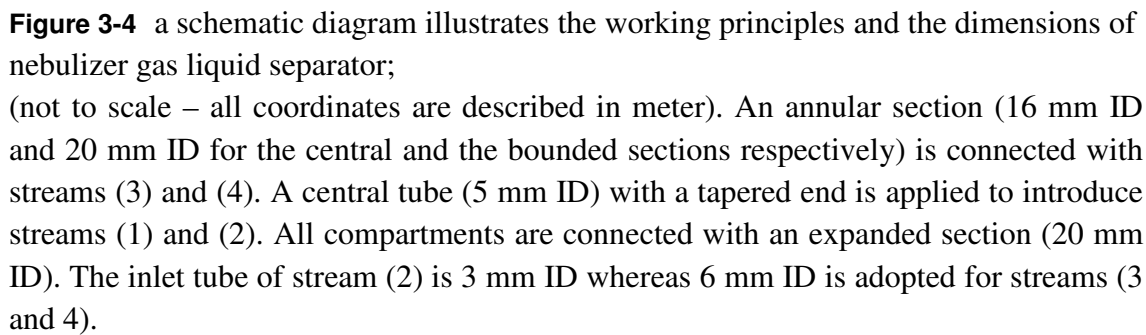 Figure 3-4 a schematic diagram illustrates the working principles and the dimensions of
nebulizer gas liquid separator;
(not to scale – all coordinates are described in meter). An annular section (16 mm ID
and 20 mm ID for the central and the bounded sections respectively) is connected with
streams (3) and (4). A central tube (5 mm ID) with a tapered end is applied to introduce
streams (1) and (2). All compartments are connected with an expanded section (20 mm
ID). The inlet tube of stream (2) is 3 mm ID whereas 6 mm ID is adopted for streams (3
and 4).